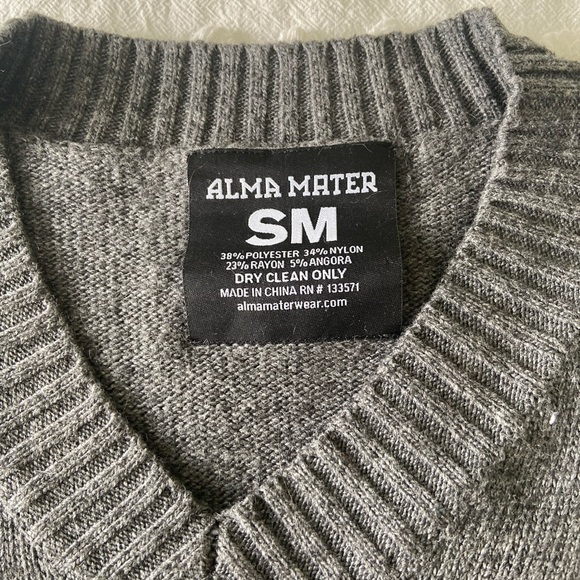 ALMA MATER
SM
38% POLYESTER 34% NYLON
23% RAYON 5% ANGORA
DRY CLEAN ONLY
MADE IN CHINA RN # 133571
almamaterwear.com